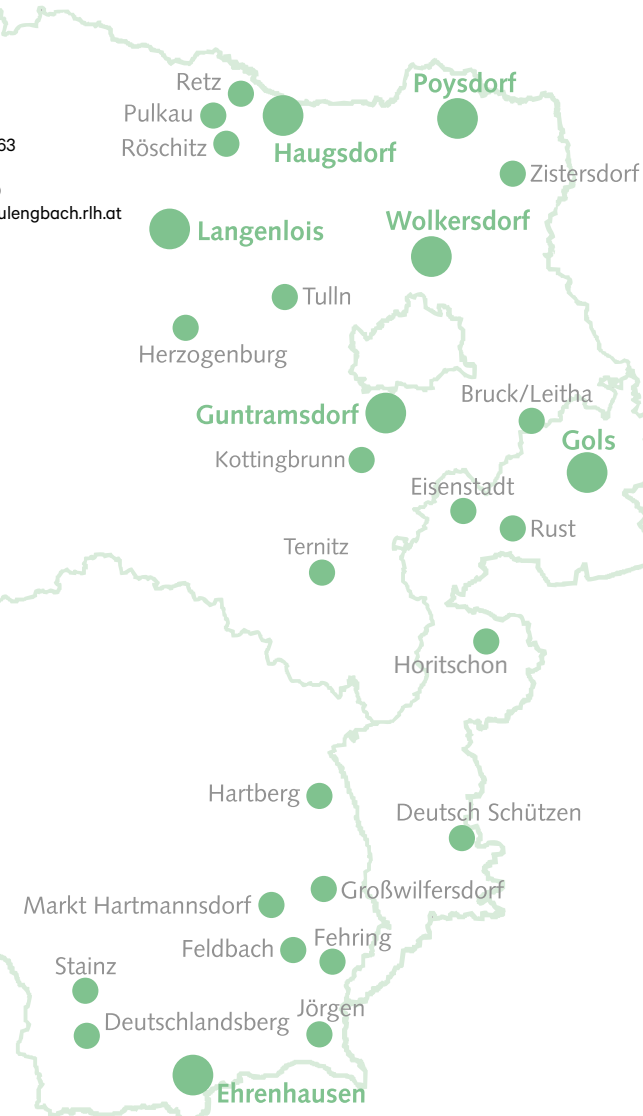 Retz
Poysdorf
Pulkau
63
Röschitz
Haugsdorf
Zistersdorf
ulengbach.rlh.at
Langenlois
Wolkersdorf
Tulln
Herzogenburg
Bruck/Leitha
Guntramsdorf
Gols
Kottingbrunn
Eisenstadt
Rust
Ternitz
Horitschon
Hartberg
Deutsch Schützen
Großwilfersdorf
Markt Hartmannsdorf
Fehring
Feldbach
Stainz
Jörgen
Deutschlandsberg
Ehrenhausen